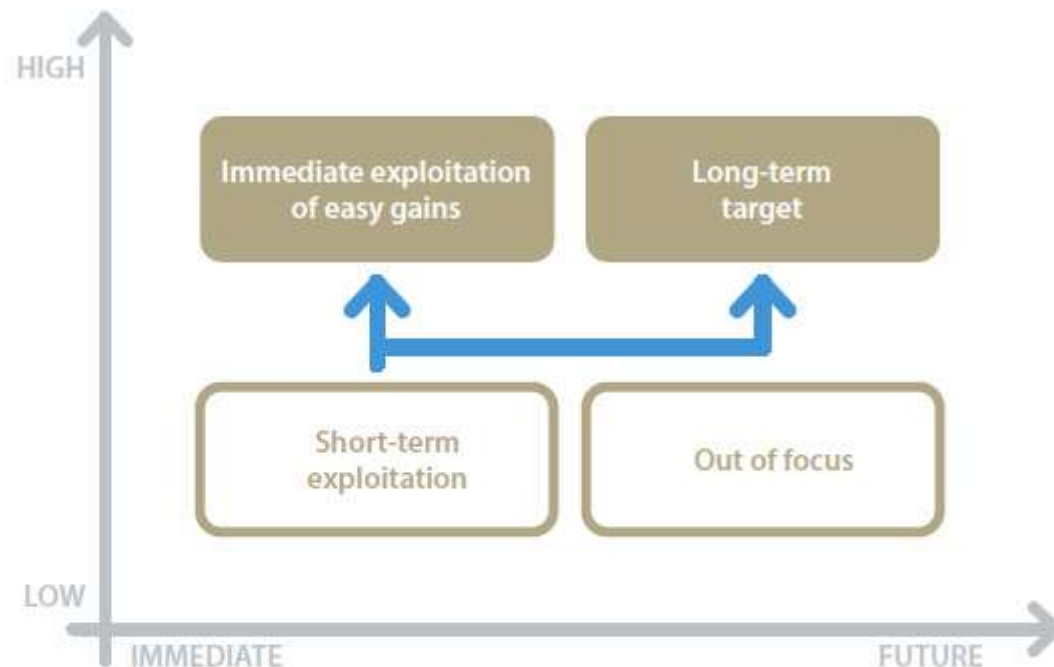 HIGH
Immediate exploitation
of easy gains
Long-term
target
Short-term
exploitation
Out of focus
LOW
IMMEDIATE
FUTURE